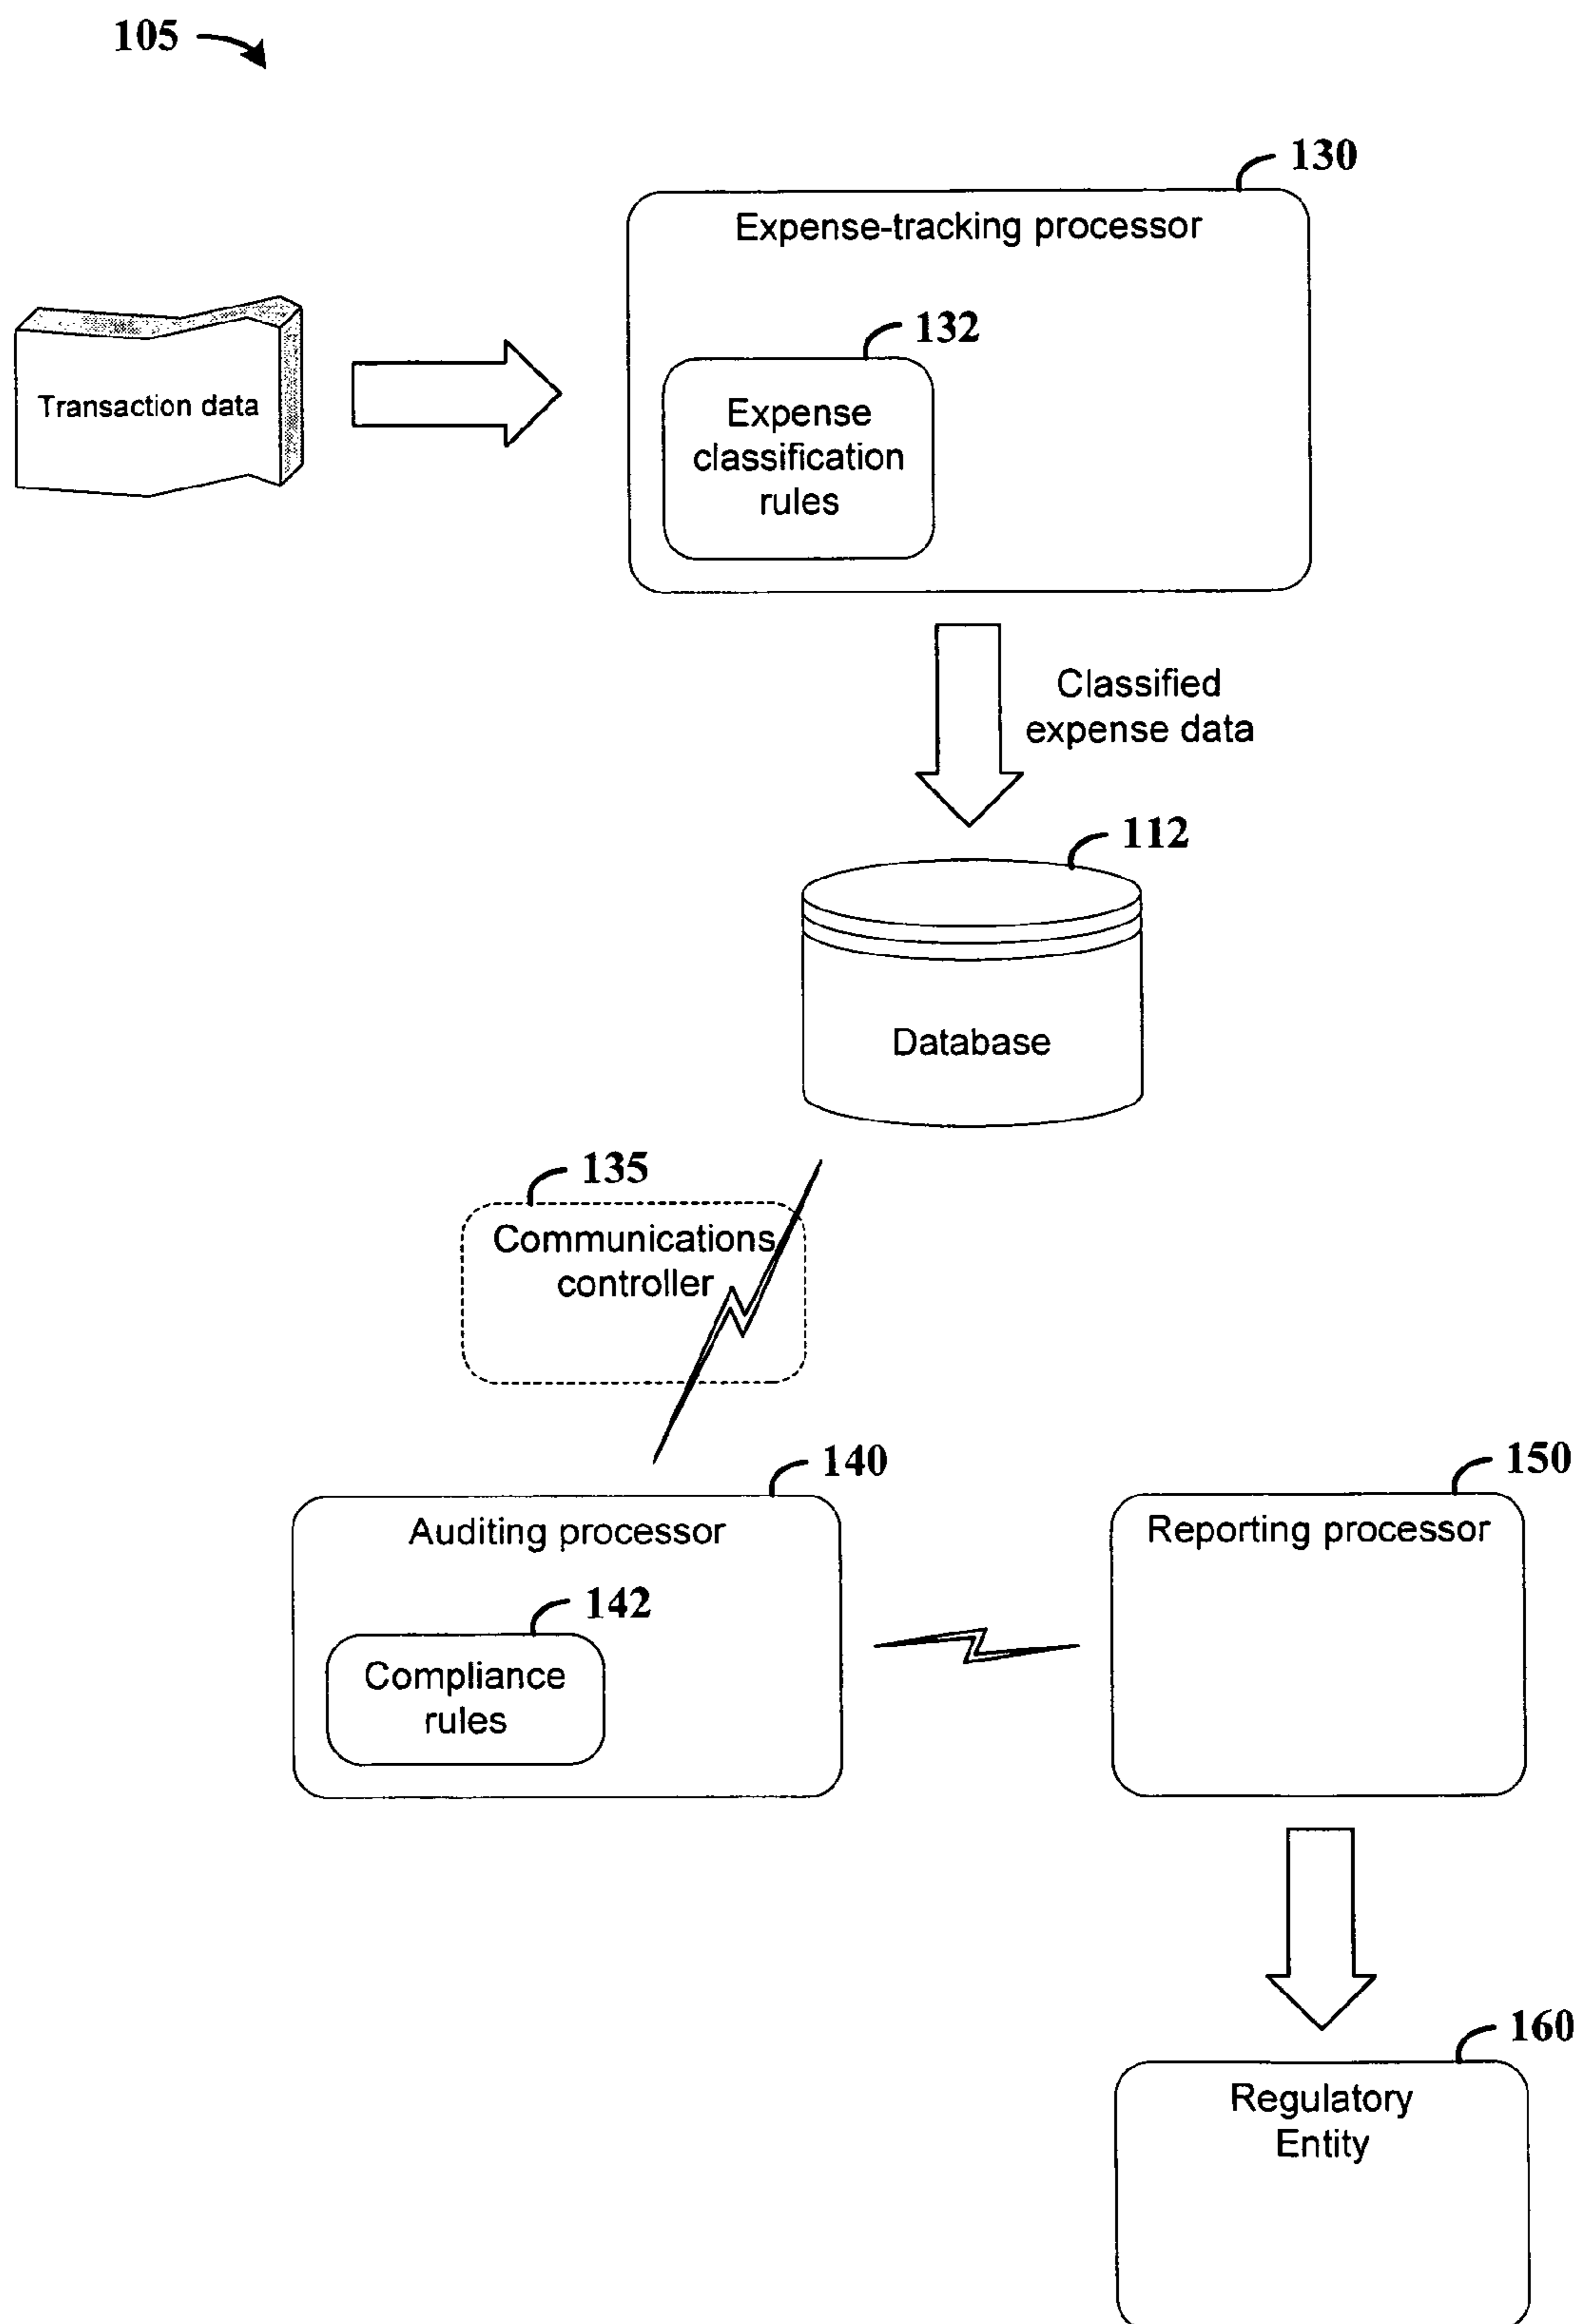 105
130
Expense-tracking processor
132
Transaction data
Expense
classification
rules
Classified
expense data
112
Database
135
Communications
controller
140
150
Auditing processor
Reporting processor
142
Compliance
rules
160
Regulatory
Entity